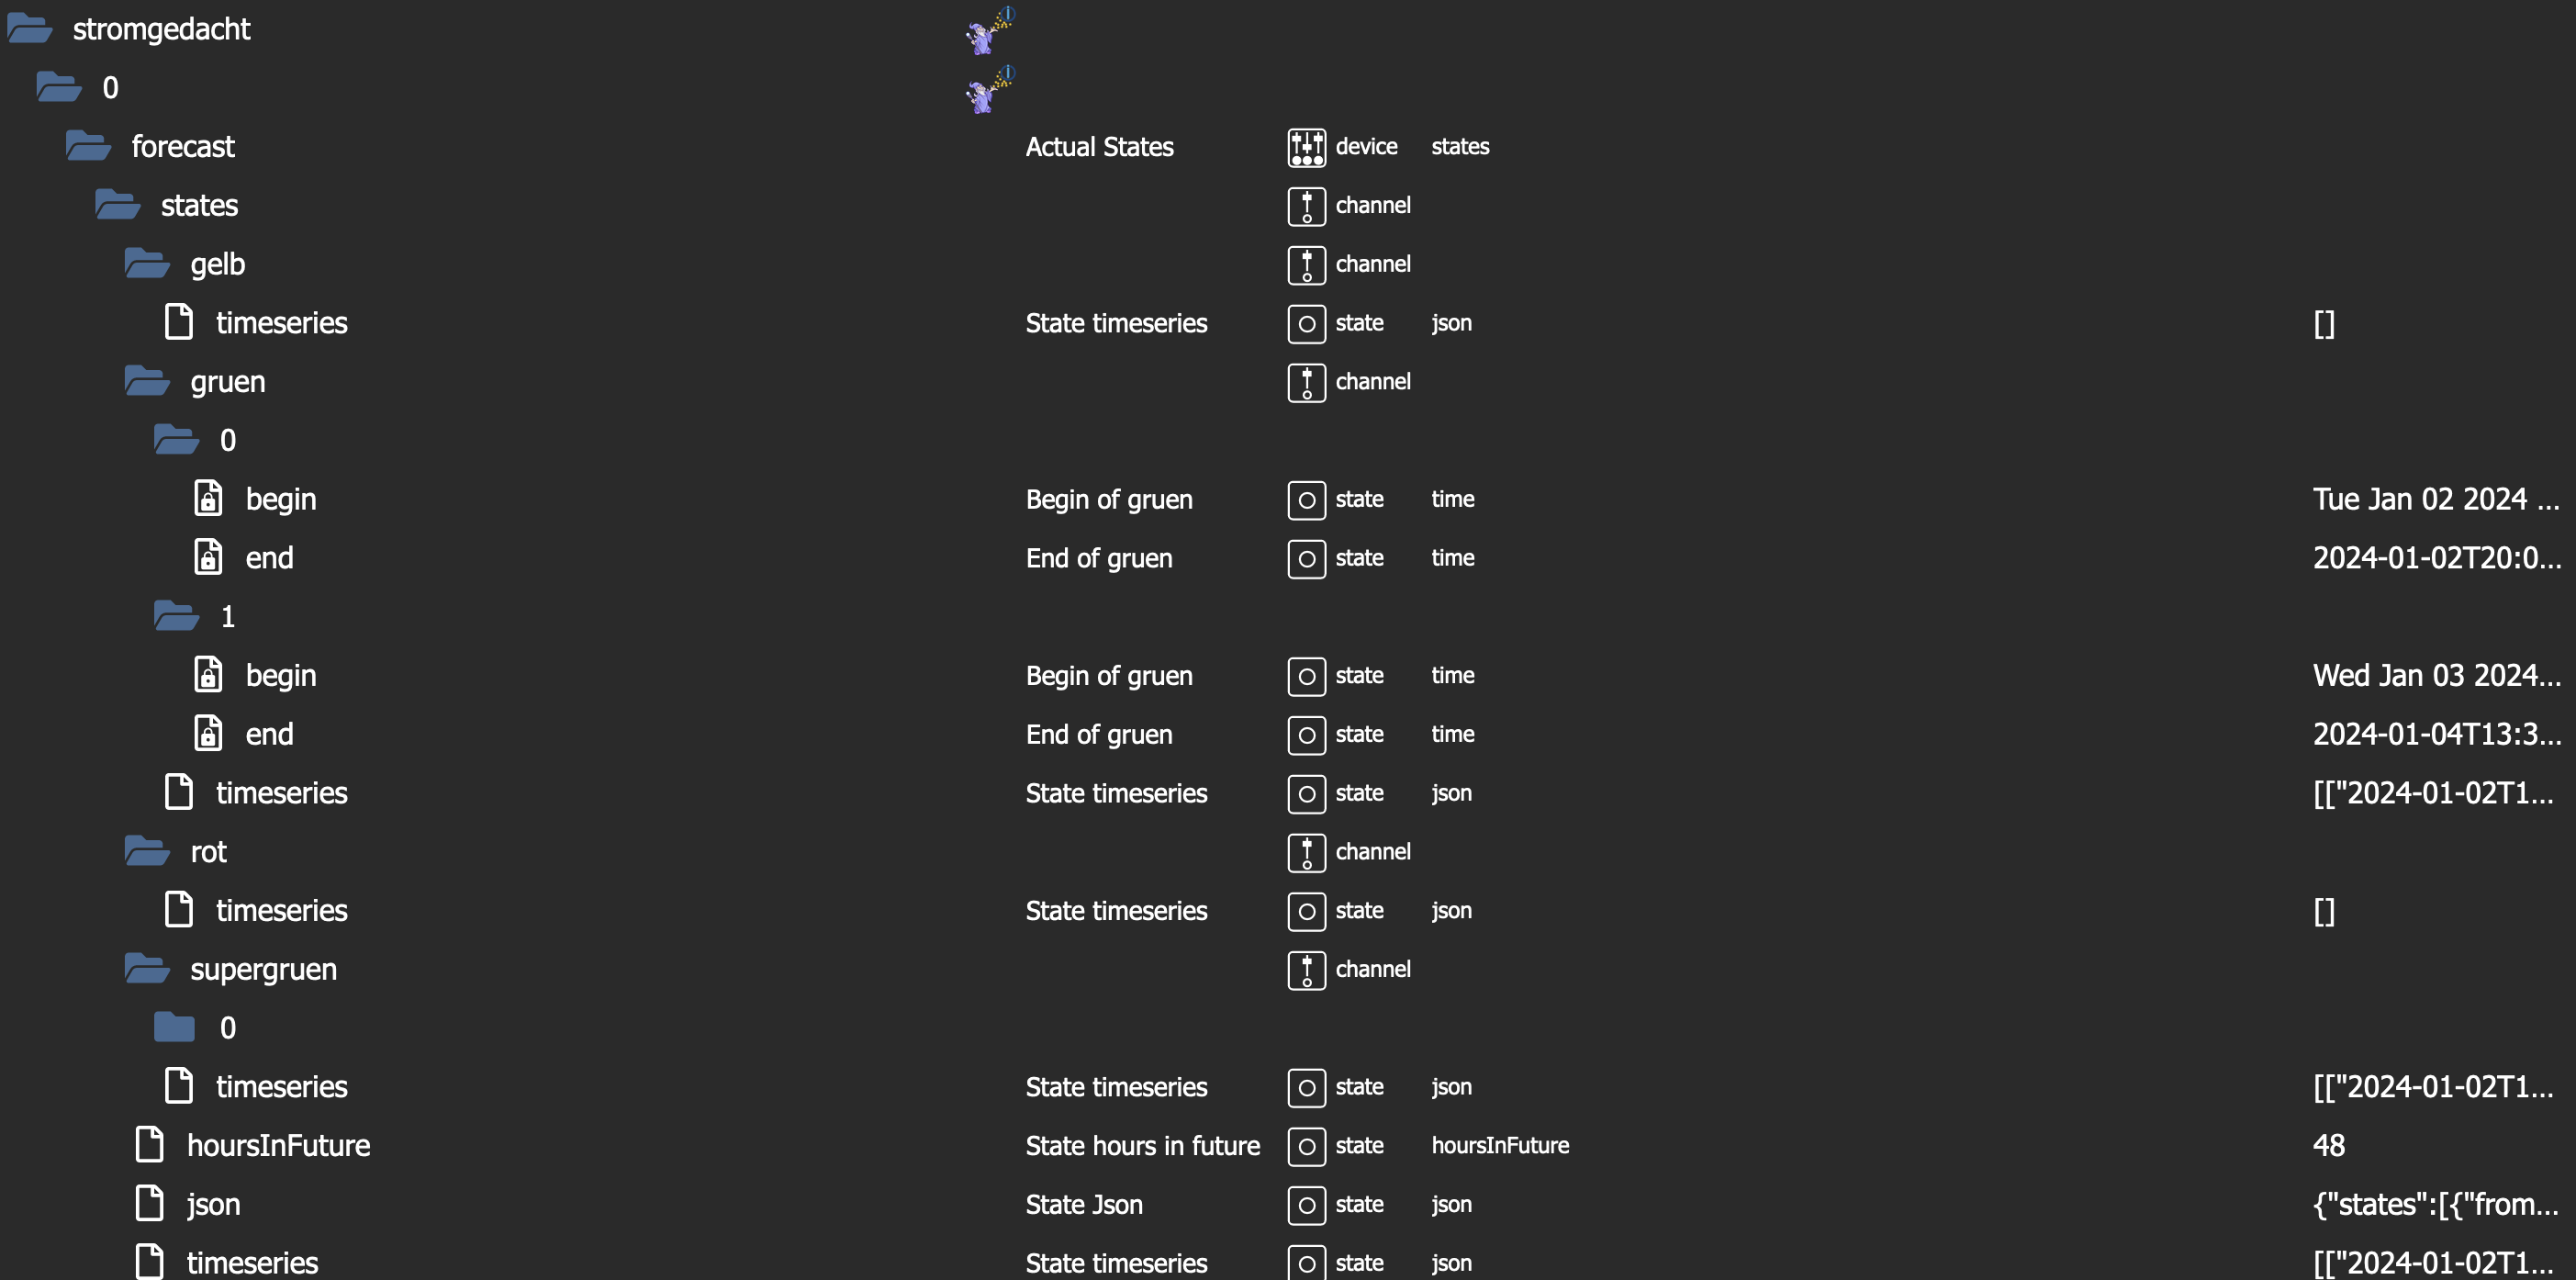 stromgedacht
0
forecast Actual States device states
states channel
gelb channel
timeseries State timeseries state json []
gruen channel
0
begin Begin of gruen state time Tue Jan 02 2024 ...
end End of gruen state time 2024-01-02T20:0...
1
begin Begin of gruen state time Wed Jan 03 2024...
end End of gruen state time 2024-01-04T13:3...
timeseries State timeseries state json [["2024-01-02T1...
rot channel
timeseries State timeseries state json []
supergruen channel
0
timeseries State timeseries state json [["2024-01-02T1...
hoursInFuture State hours in future state hoursInFuture 48
json State Json state json {"states":[{"from...
timeseries State timeseries state json [["2024-01-02T1...